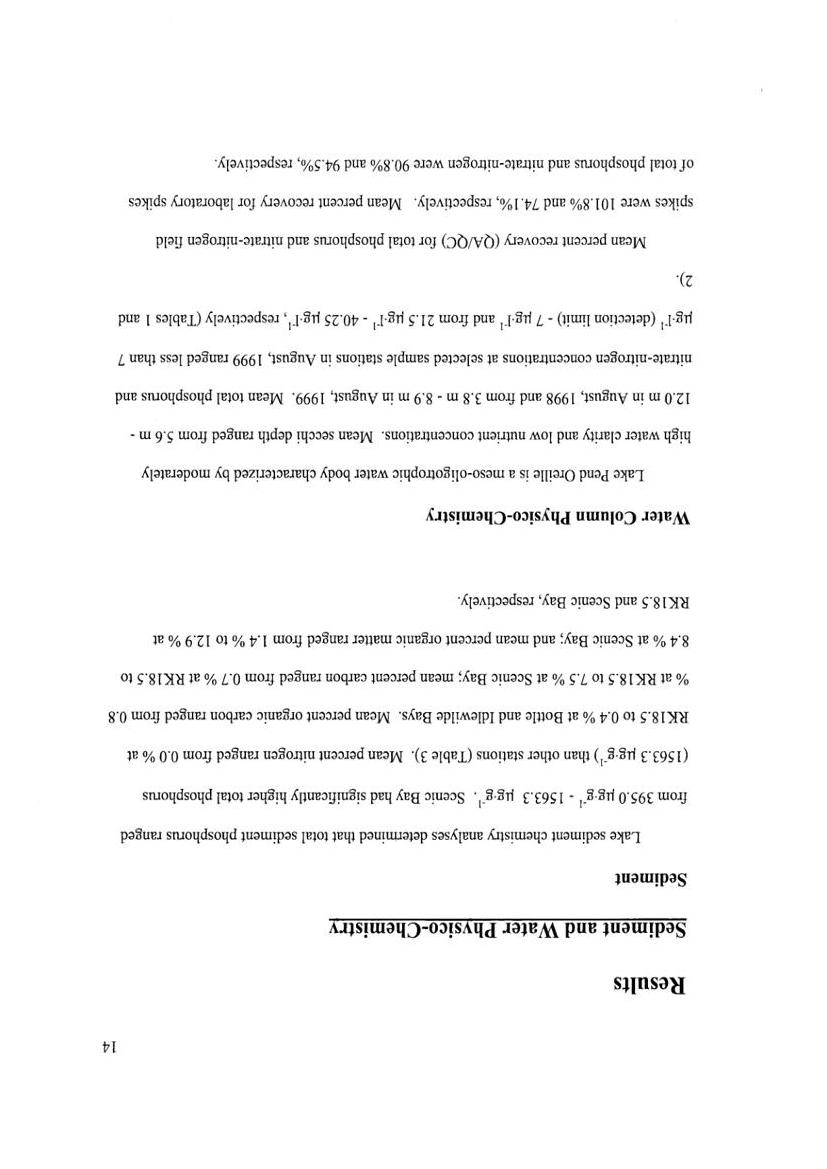 14
Results
Sediment and Water Physico-Chemistry
Sediment
Lake sediment chemistry analyses determined that total sediment phosphorus ranged
from 395.0 µg·g⁻¹ - 1563.3 µg·g⁻¹. Scenic Bay had significantly higher total phosphorus
(1563.3 µg·g⁻¹) than other stations (Table 3). Mean percent nitrogen ranged from 0.0 % at
RK18.5 to 0.4 % at Bottle and Idlewilde Bays. Mean percent organic carbon ranged from 0.8
% at RK18.5 to 7.5 % at Scenic Bay; mean percent carbon ranged from 0.7 % at RK18.5 to
8.4 % at Scenic Bay; and mean percent organic matter ranged from 1.4 % to 12.9 % at
RK18.5 and Scenic Bay, respectively.
Water Column Physico-Chemistry
Lake Pend Oreille is a meso-oligotrophic water body characterized by moderately
high water clarity and low nutrient concentrations. Mean secchi depth ranged from 5.6 m -
12.0 m in August, 1998 and from 3.8 m - 8.9 m in August, 1999. Mean total phosphorus and
nitrate-nitrogen concentrations at selected sample stations in August, 1999 ranged less than 7
µg·l⁻¹ (detection limit) - 7 µg·l⁻¹ and from 21.5 µg·l⁻¹ - 40.25 µg·l⁻¹, respectively (Tables 1 and
2).
Mean percent recovery (QA/QC) for total phosphorus and nitrate-nitrogen field
spikes were 101.8% and 74.1%, respectively. Mean percent recovery for laboratory spikes
of total phosphorus and nitrate-nitrogen were 90.8% and 94.5%, respectively.